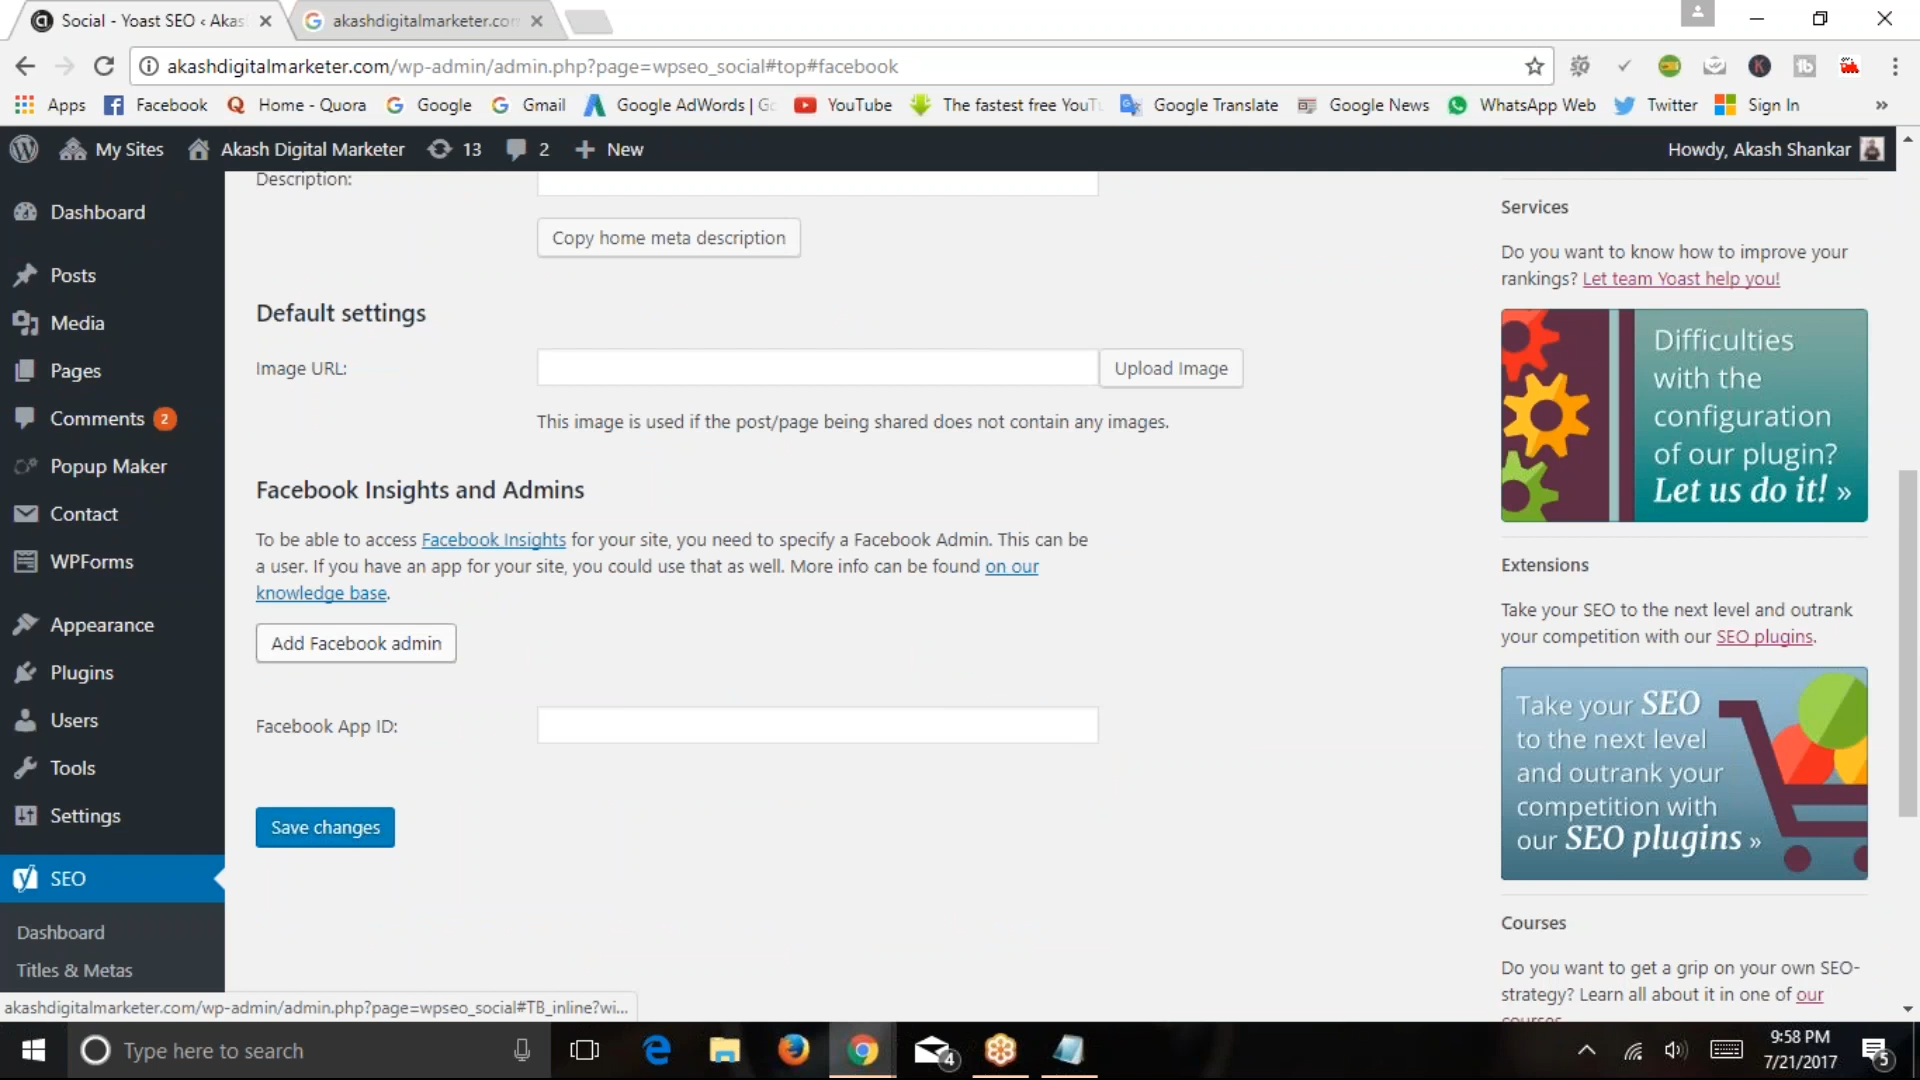 Social - Yoast SEO ‹ Akas
akashdigitalmarketer.com
akashdigitalmarketer.com/wp-admin/admin.php?page=wpseo_social#top#facebook
Apps Facebook Home - Quora Google Gmail Google AdWords | Go YouTube The fastest free YouT Google Translate Google News WhatsApp Web Twitter Sign In »
My Sites Akash Digital Marketer 13 2 + New Howdy, Akash Shankar
Dashboard
Posts
Media
Pages
Comments 2
Popup Maker
Contact
WPForms
Appearance
Plugins
Users
Tools
Settings
SEO
Dashboard
Titles & Metas
Description:
Copy home meta description
Default settings
Image URL:
Upload Image
This image is used if the post/page being shared does not contain any images.
Facebook Insights and Admins
To be able to access Facebook Insights for your site, you need to specify a Facebook Admin. This can be
a user. If you have an app for your site, you could use that as well. More info can be found on our
knowledge base.
Add Facebook admin
Facebook App ID:
Save changes
Services
Do you want to know how to improve your
rankings? Let team Yoast help you!
Difficulties
with the
configuration
of our plugin?
Let us do it! »
Extensions
Take your SEO to the next level and outrank
your competition with our SEO plugins.
Take your SEO
to the next level
and outrank your
competition with
our SEO plugins »
Courses
Do you want to get a grip on your own SEO-
strategy? Learn all about it in one of our
courses.
akashdigitalmarketer.com/wp-admin/admin.php?page=wpseo_social#TB_inline?wi...
Type here to search
4
9:58 PM
7/21/2017
5